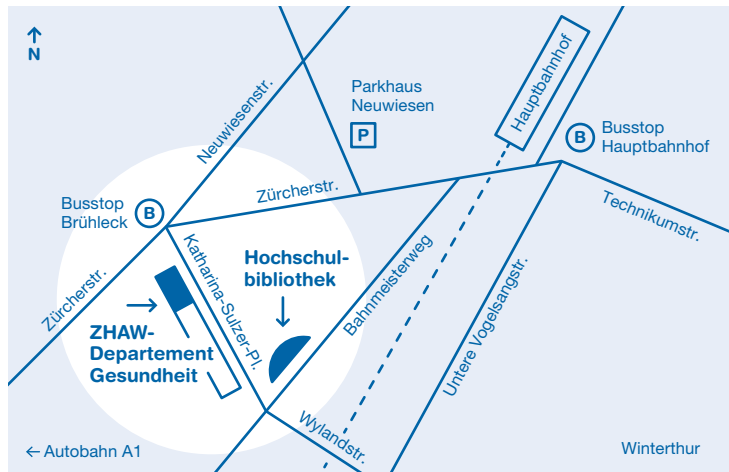 N
Neuwiesenstr.
Parkhaus
Neuwiesen
P
Hauptbahnhof
B
Busstop
Hauptbahnhof
Busstop
Brühleck
B
Zürcherstr.
Technikumstr.
Zürcherstr.
Katharina-Sulzer-Pl.
Hochschul-
bibliothek
Bahnmeisterweg
Untere Vogelsangstr.
ZHAW-
Departement
Gesundheit
Wylandstr.
← Autobahn A1
Winterthur